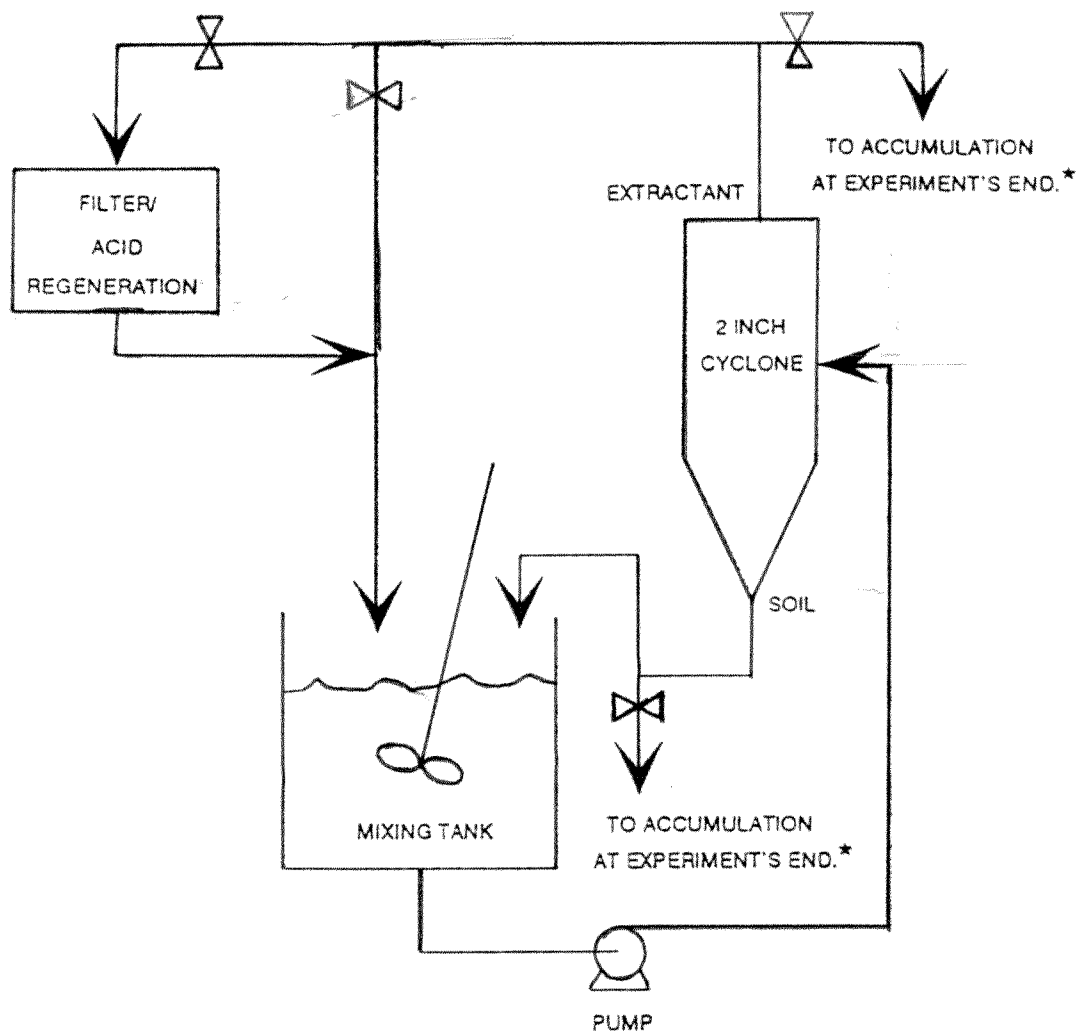 TO ACCUMULATION
AT EXPERIMENT'S END.★
EXTRACTANT
FILTER/
ACID
REGENERATION
2 INCH
CYCLONE
SOIL
MIXING TANK
TO ACCUMULATION
AT EXPERIMENT'S END.★
PUMP